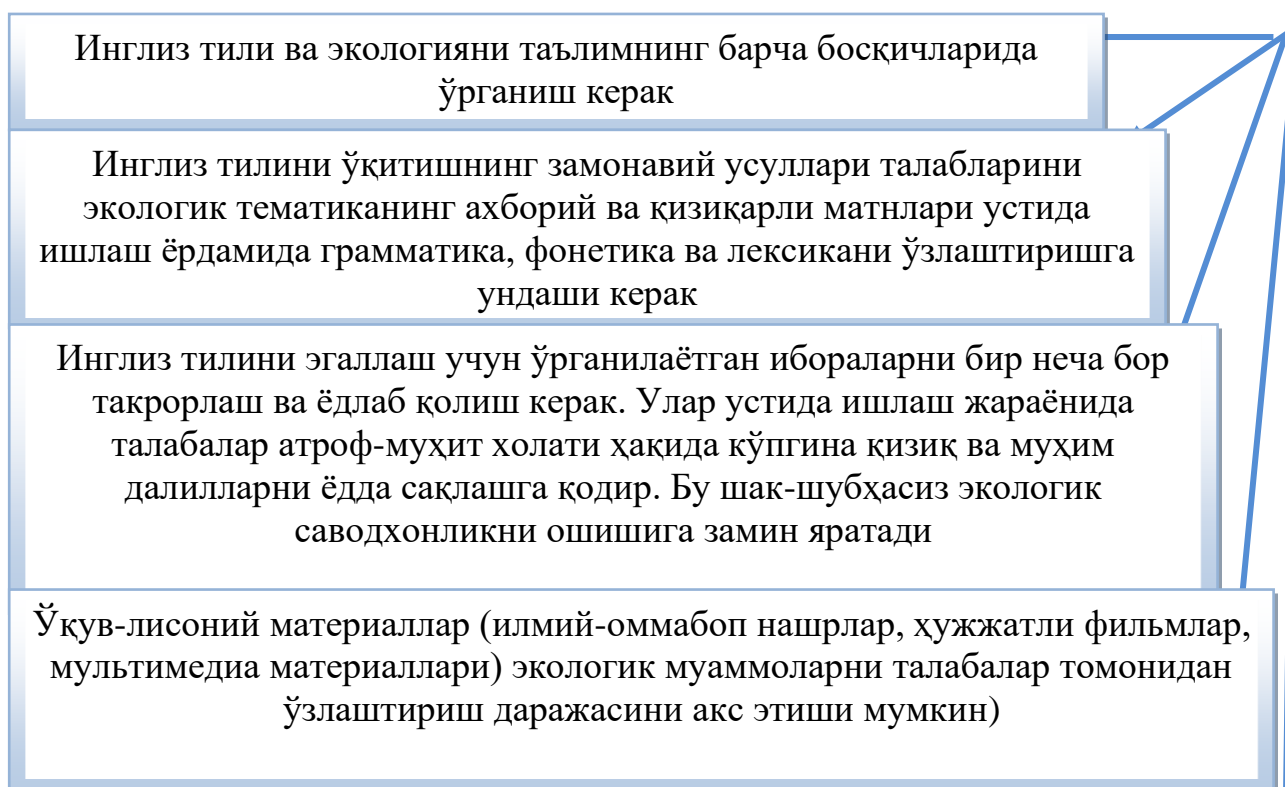 Инглиз тили ва экологияни таълимнинг барча босқичларида
ўрганиш керак
Инглиз тилини ўқитишнинг замонавий усуллари талабларини
экологик тематиканинг ахборий ва қизиқарли матнлари устида
ишлаш ёрдамида грамматика, фонетика ва лексикани ўзлаштиришга
ундаши керак
Инглиз тилини эгаллаш учун ўрганилаётган ибораларни бир неча бор
такрорлаш ва ёдлаб қолиш керак. Улар устида ишлаш жараёнида
талабалар атроф-муҳит холати ҳақида кўпгина қизиқ ва муҳим
далилларни ёдда сақлашга қодир. Бу шак-шубҳасиз экологик
саводхонликни ошишига замин яратади
Ўқув-лисоний материаллар (илмий-оммабоп нашрлар, ҳужжатли фильмлар,
мультимедиа материаллари) экологик муаммоларни талабалар томонидан
ўзлаштириш даражасини акс этиши мумкин)